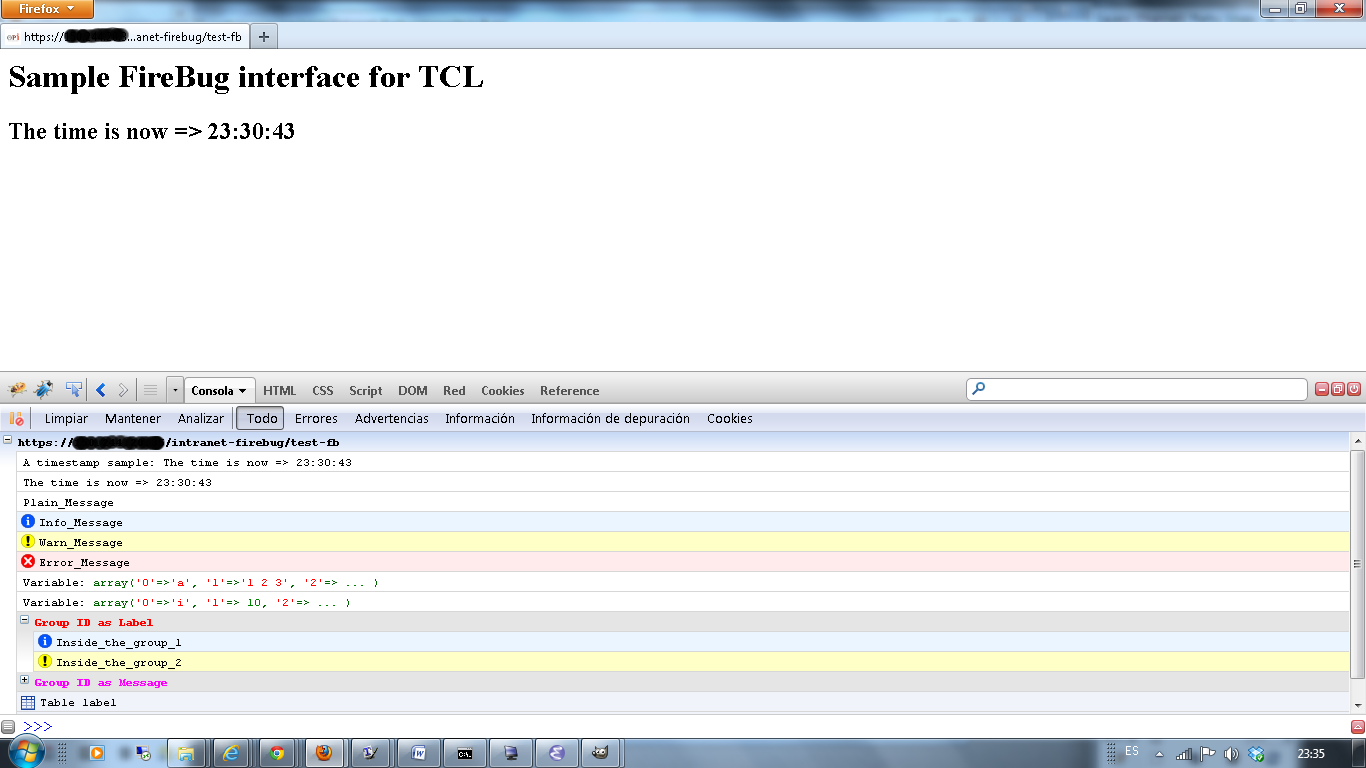 Firefox
https:// ...anet-firebug/test-fb
Sample FireBug interface for TCL
The time is now => 23:30:43
Consola HTML CSS Script DOM Red Cookies Reference
Limpiar Mantener Analizar Todo Errores Advertencias Información Información de depuración Cookies
https:// /intranet-firebug/test-fb
A timestamp sample: The time is now => 23:30:43
The time is now => 23:30:43
Plain_Message
Info_Message
Warn_Message
Error_Message
Variable: array('0'=>'a', '1'=>'1 2 3', '2'=> ... )
Variable: array('0'=>'i', '1'=> 10, '2'=> ... )
Group ID as Label
Inside_the_group_1
Inside_the_group_2
Group ID as Message
Table label
>>>
ES
23:35